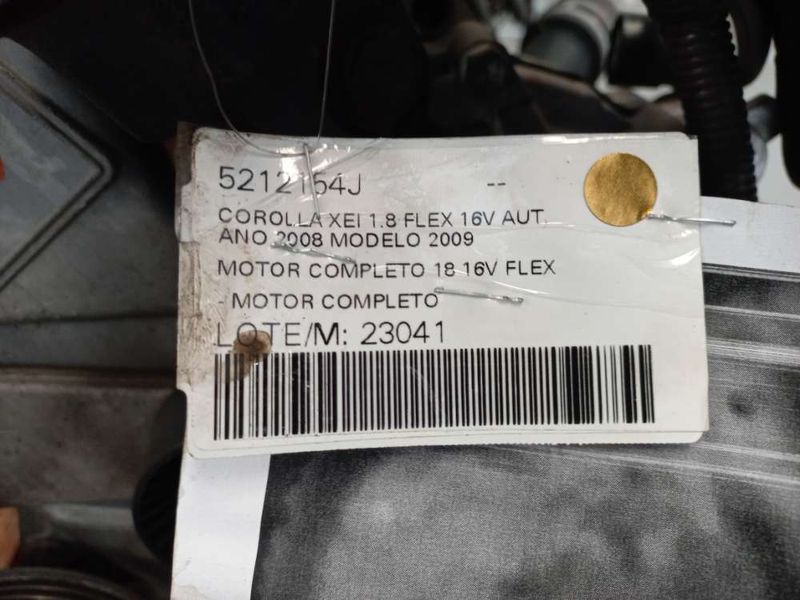 5212154J --
COROLLA XEI 1.8 FLEX 16V AUT.
ANO 2008 MODELO 2009
MOTOR COMPLETO 18 16V FLEX
- MOTOR COMPLETO
LOTE/M: 23041